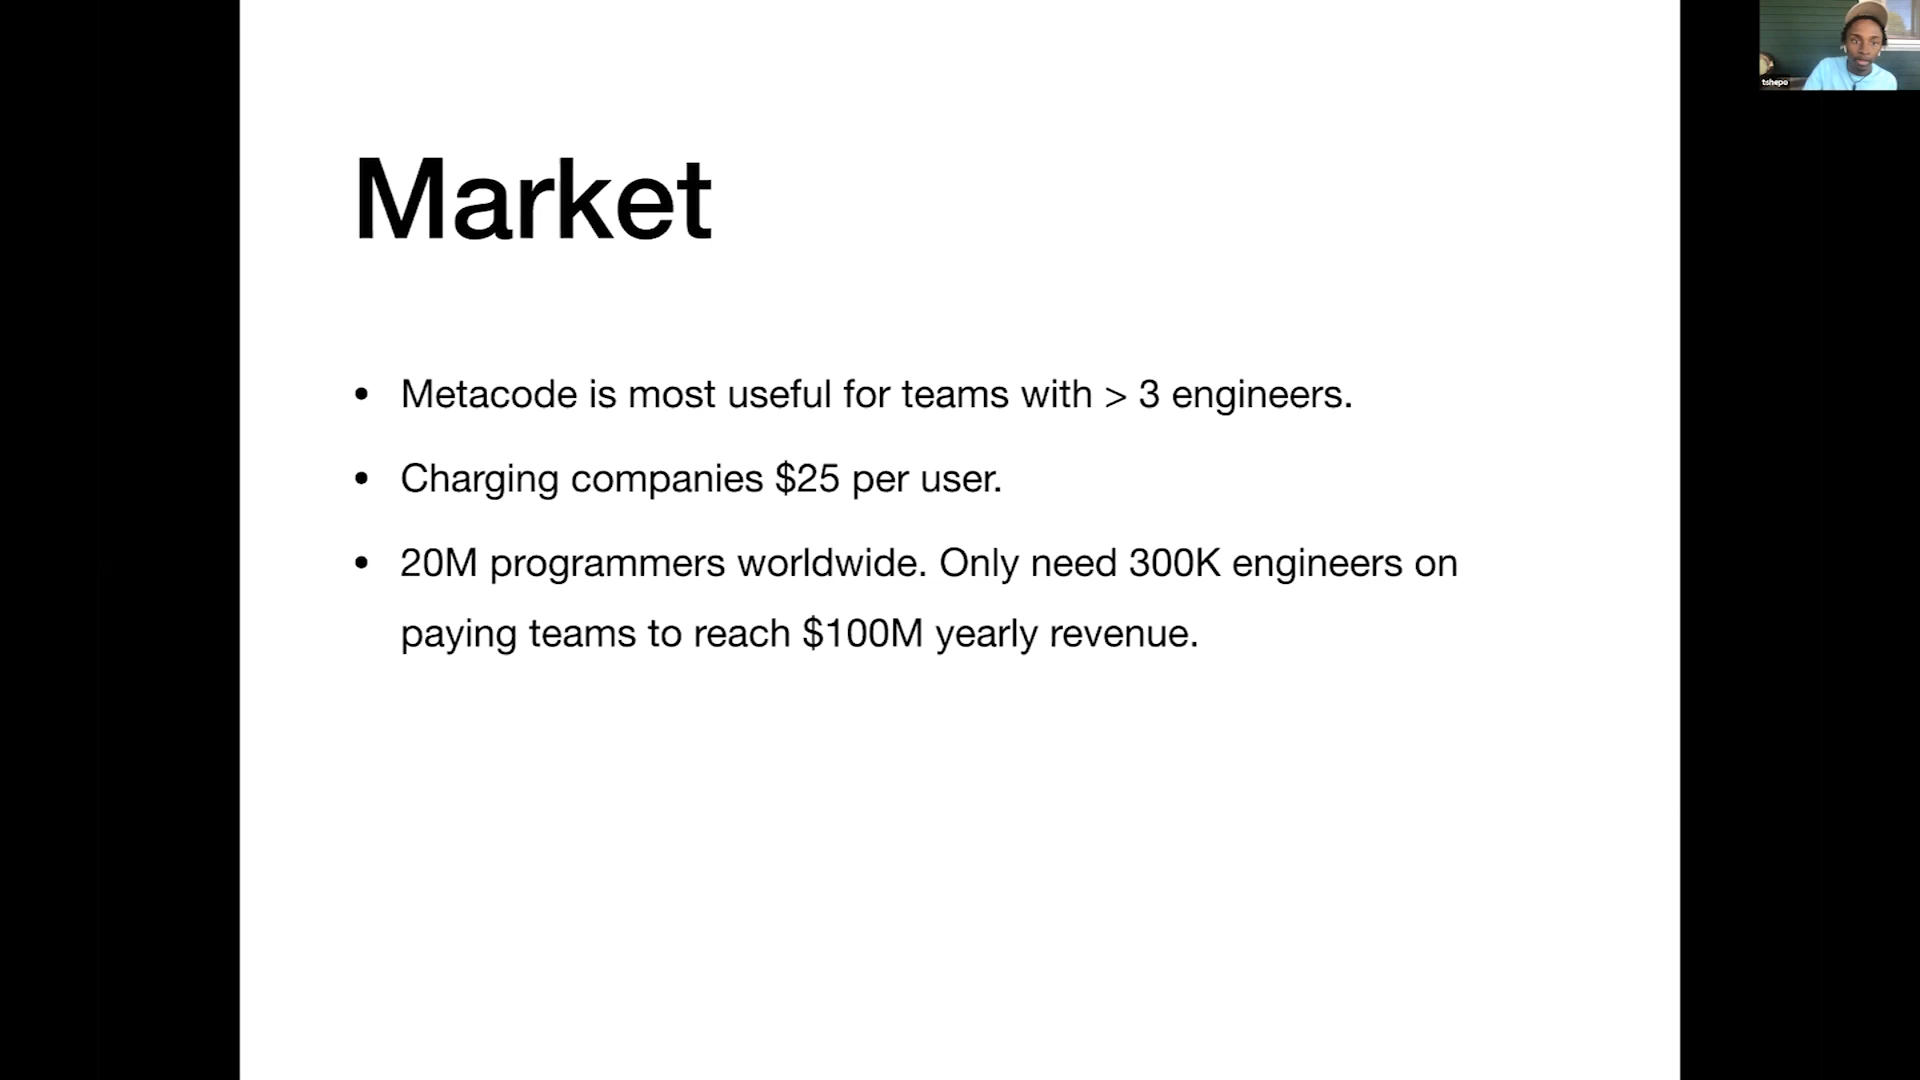 tshepo
Market
• Metacode is most useful for teams with > 3 engineers.
• Charging companies $25 per user.
• 20M programmers worldwide. Only need 300K engineers on
paying teams to reach $100M yearly revenue.